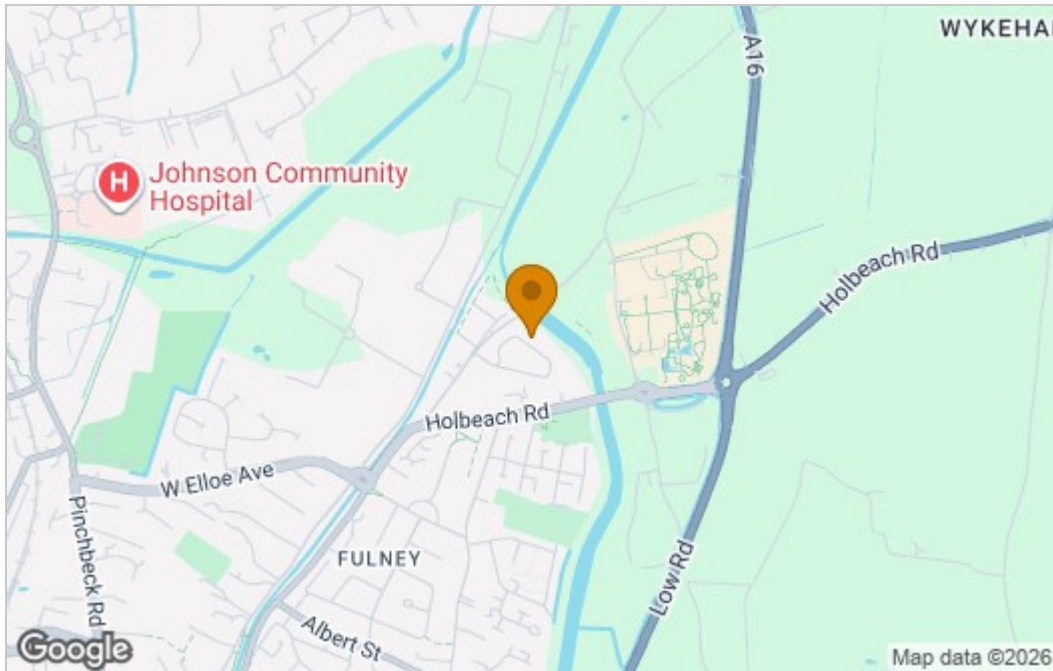 WYKEHA
A16
Johnson Community
Hospital
Holbeach Rd
Holbeach Rd
W Elloe Ave
Pinchbeck Rd
FULNEY
Low Rd
Albert St
Google
Map data ©2026
H